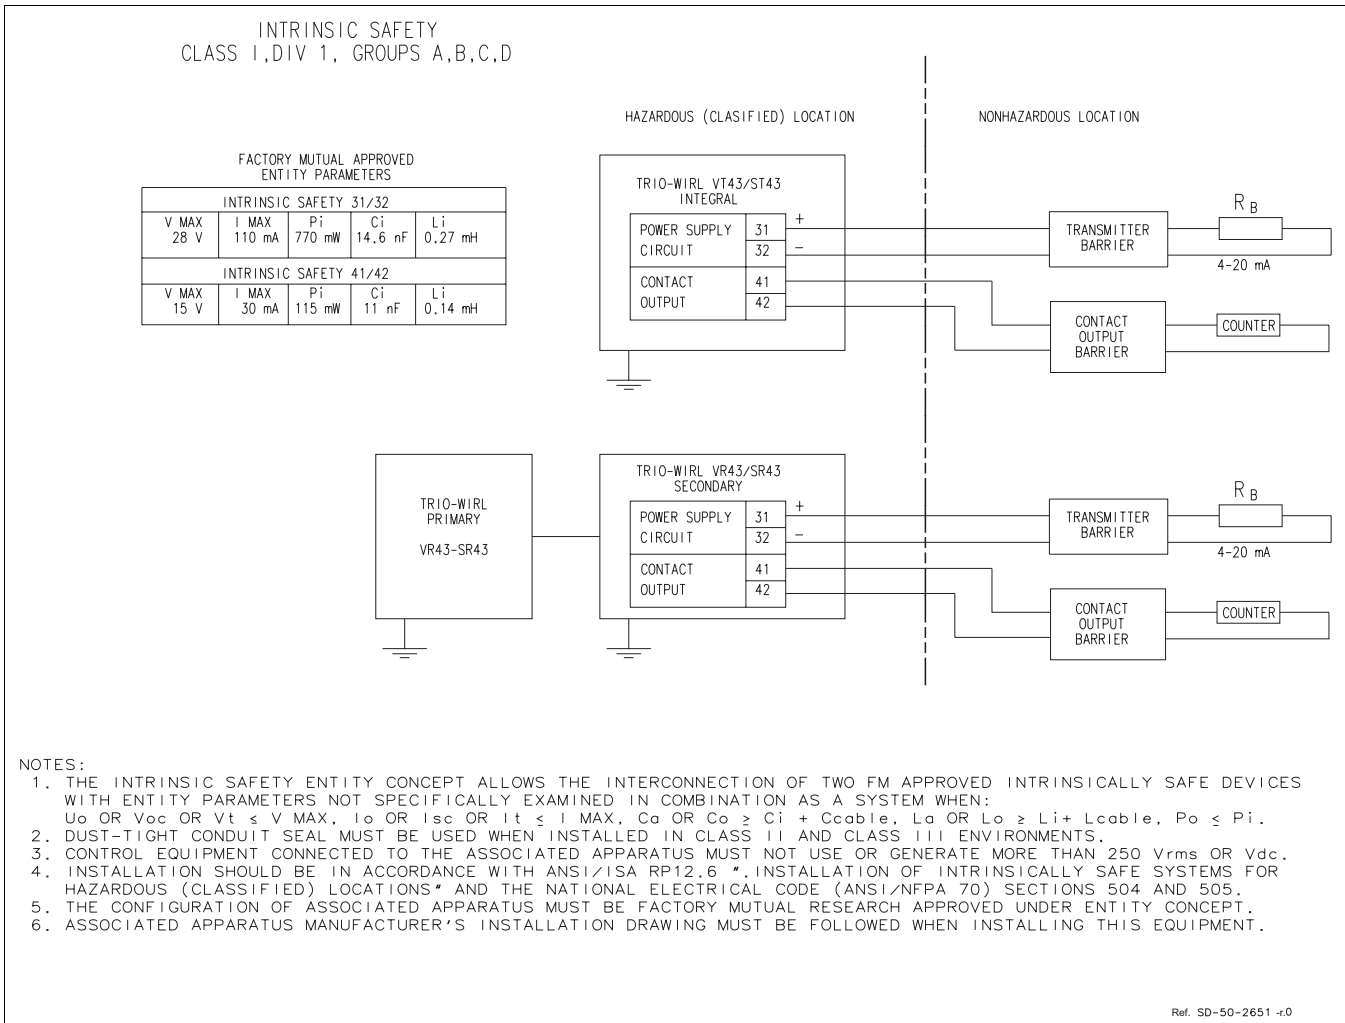 INTRINSIC SAFETY
CLASS I,DIV 1, GROUPS A,B,C,D
HAZARDOUS (CLASIFIED) LOCATION
NONHAZARDOUS LOCATION
FACTORY MUTUAL APPROVED
ENTITY PARAMETERS
INTRINSIC SAFETY 31/32
V MAX I MAX Pi Ci Li
28 V 110 mA 770 mW 14.6 nF 0.27 mH
INTRINSIC SAFETY 41/42
V MAX I MAX Pi Ci Li
15 V 30 mA 115 mW 11 nF 0.14 mH
TRIO-WIRL VT43/ST43
INTEGRAL
POWER SUPPLY 31 +
CIRCUIT 32 –
CONTACT 41
OUTPUT 42
TRANSMITTER
BARRIER
RB
4-20 mA
CONTACT
OUTPUT
BARRIER
COUNTER
TRIO-WIRL
PRIMARY
VR43-SR43
TRIO-WIRL VR43/SR43
SECONDARY
POWER SUPPLY 31 +
CIRCUIT 32 –
CONTACT 41
OUTPUT 42
TRANSMITTER
BARRIER
RB
4-20 mA
CONTACT
OUTPUT
BARRIER
COUNTER
NOTES:
1. THE INTRINSIC SAFETY ENTITY CONCEPT ALLOWS THE INTERCONNECTION OF TWO FM APPROVED INTRINSICALLY SAFE DEVICES
WITH ENTITY PARAMETERS NOT SPECIFICALLY EXAMINED IN COMBINATION AS A SYSTEM WHEN:
Uo OR Voc OR Vt ≤ V MAX, Io OR Isc OR It ≤ I MAX, Ca OR Co ≥ Ci + Ccable, La OR Lo ≥ Li+ Lcable, Po ≤ Pi.
2. DUST-TIGHT CONDUIT SEAL MUST BE USED WHEN INSTALLED IN CLASS II AND CLASS III ENVIRONMENTS.
3. CONTROL EQUIPMENT CONNECTED TO THE ASSOCIATED APPARATUS MUST NOT USE OR GENERATE MORE THAN 250 Vrms OR Vdc.
4. INSTALLATION SHOULD BE IN ACCORDANCE WITH ANSI/ISA RP12.6 ".INSTALLATION OF INTRINSICALLY SAFE SYSTEMS FOR
HAZARDOUS (CLASSIFIED) LOCATIONS" AND THE NATIONAL ELECTRICAL CODE (ANSI/NFPA 70) SECTIONS 504 AND 505.
5. THE CONFIGURATION OF ASSOCIATED APPARATUS MUST BE FACTORY MUTUAL RESEARCH APPROVED UNDER ENTITY CONCEPT.
6. ASSOCIATED APPARATUS MANUFACTURER'S INSTALLATION DRAWING MUST BE FOLLOWED WHEN INSTALLING THIS EQUIPMENT.
Ref. SD-50-2651 -r.0